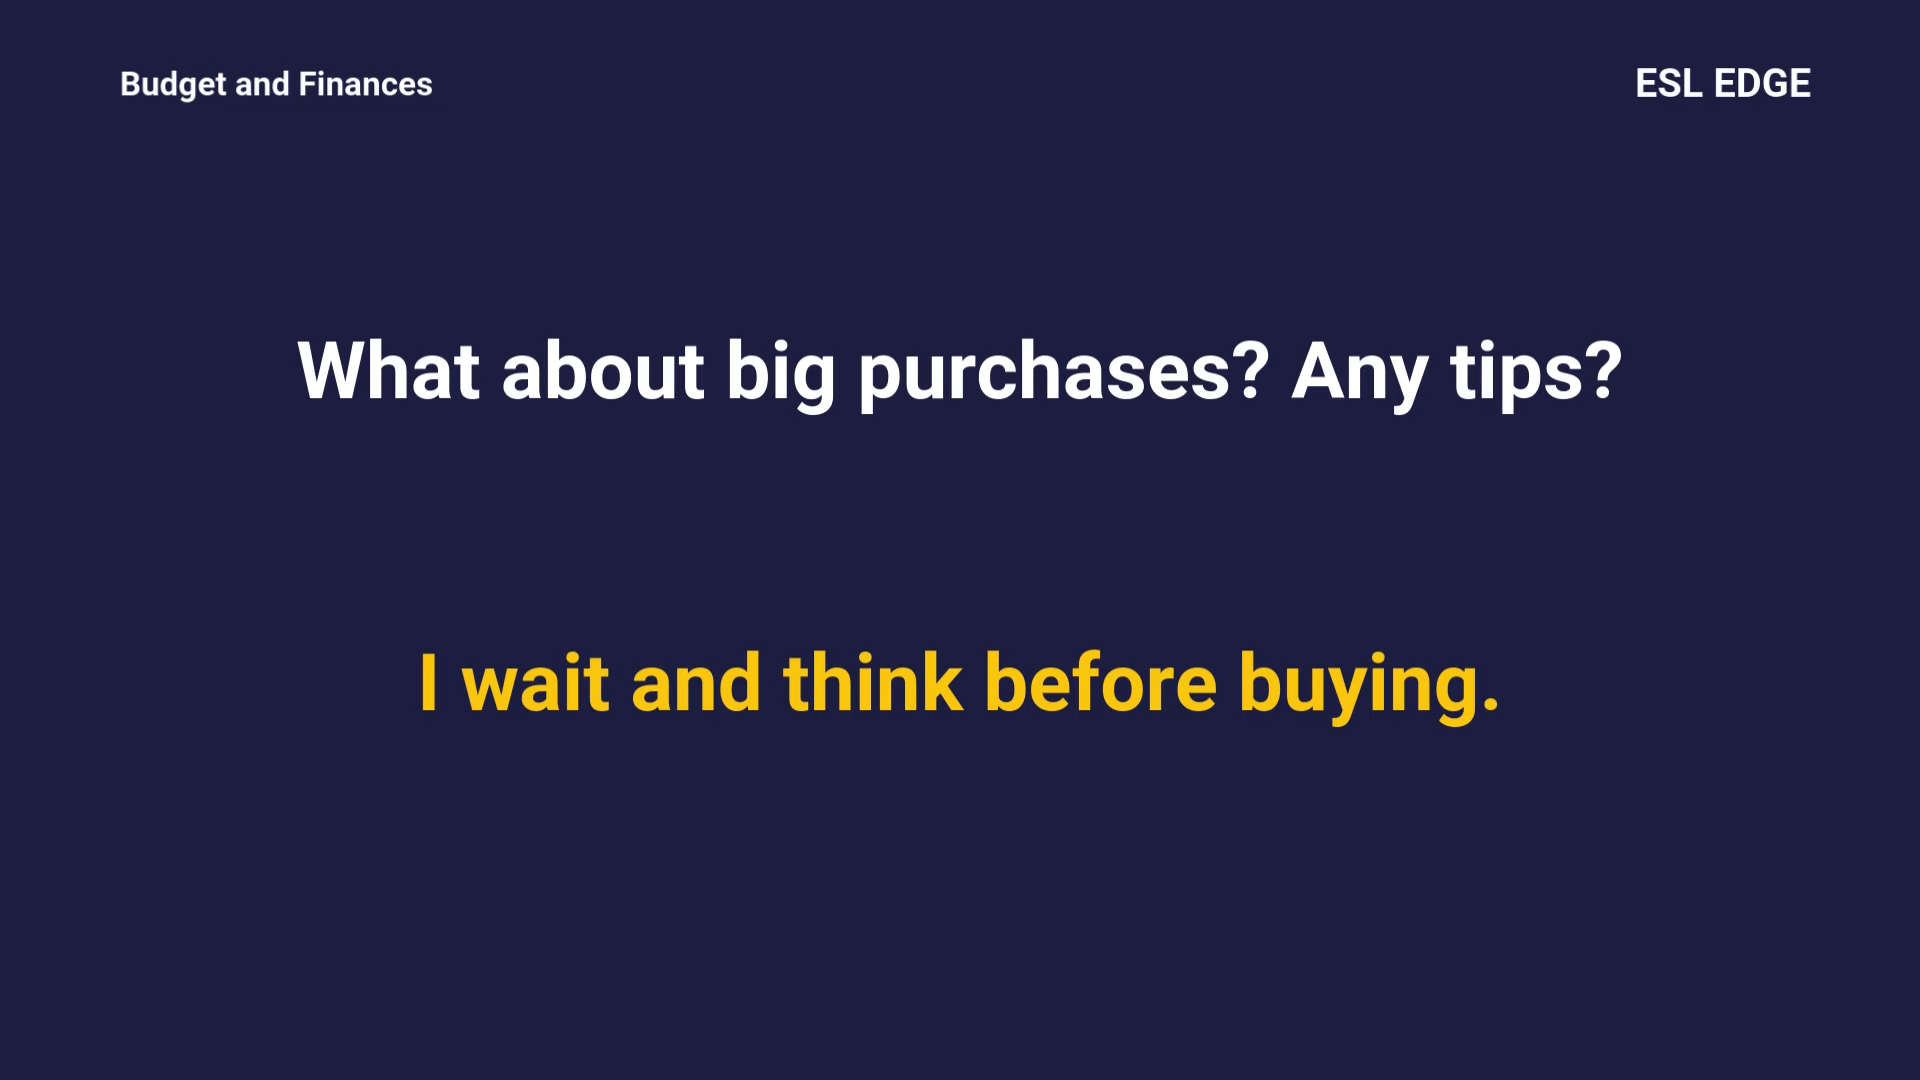 Budget and Finances
ESL EDGE
What about big purchases? Any tips?
I wait and think before buying.